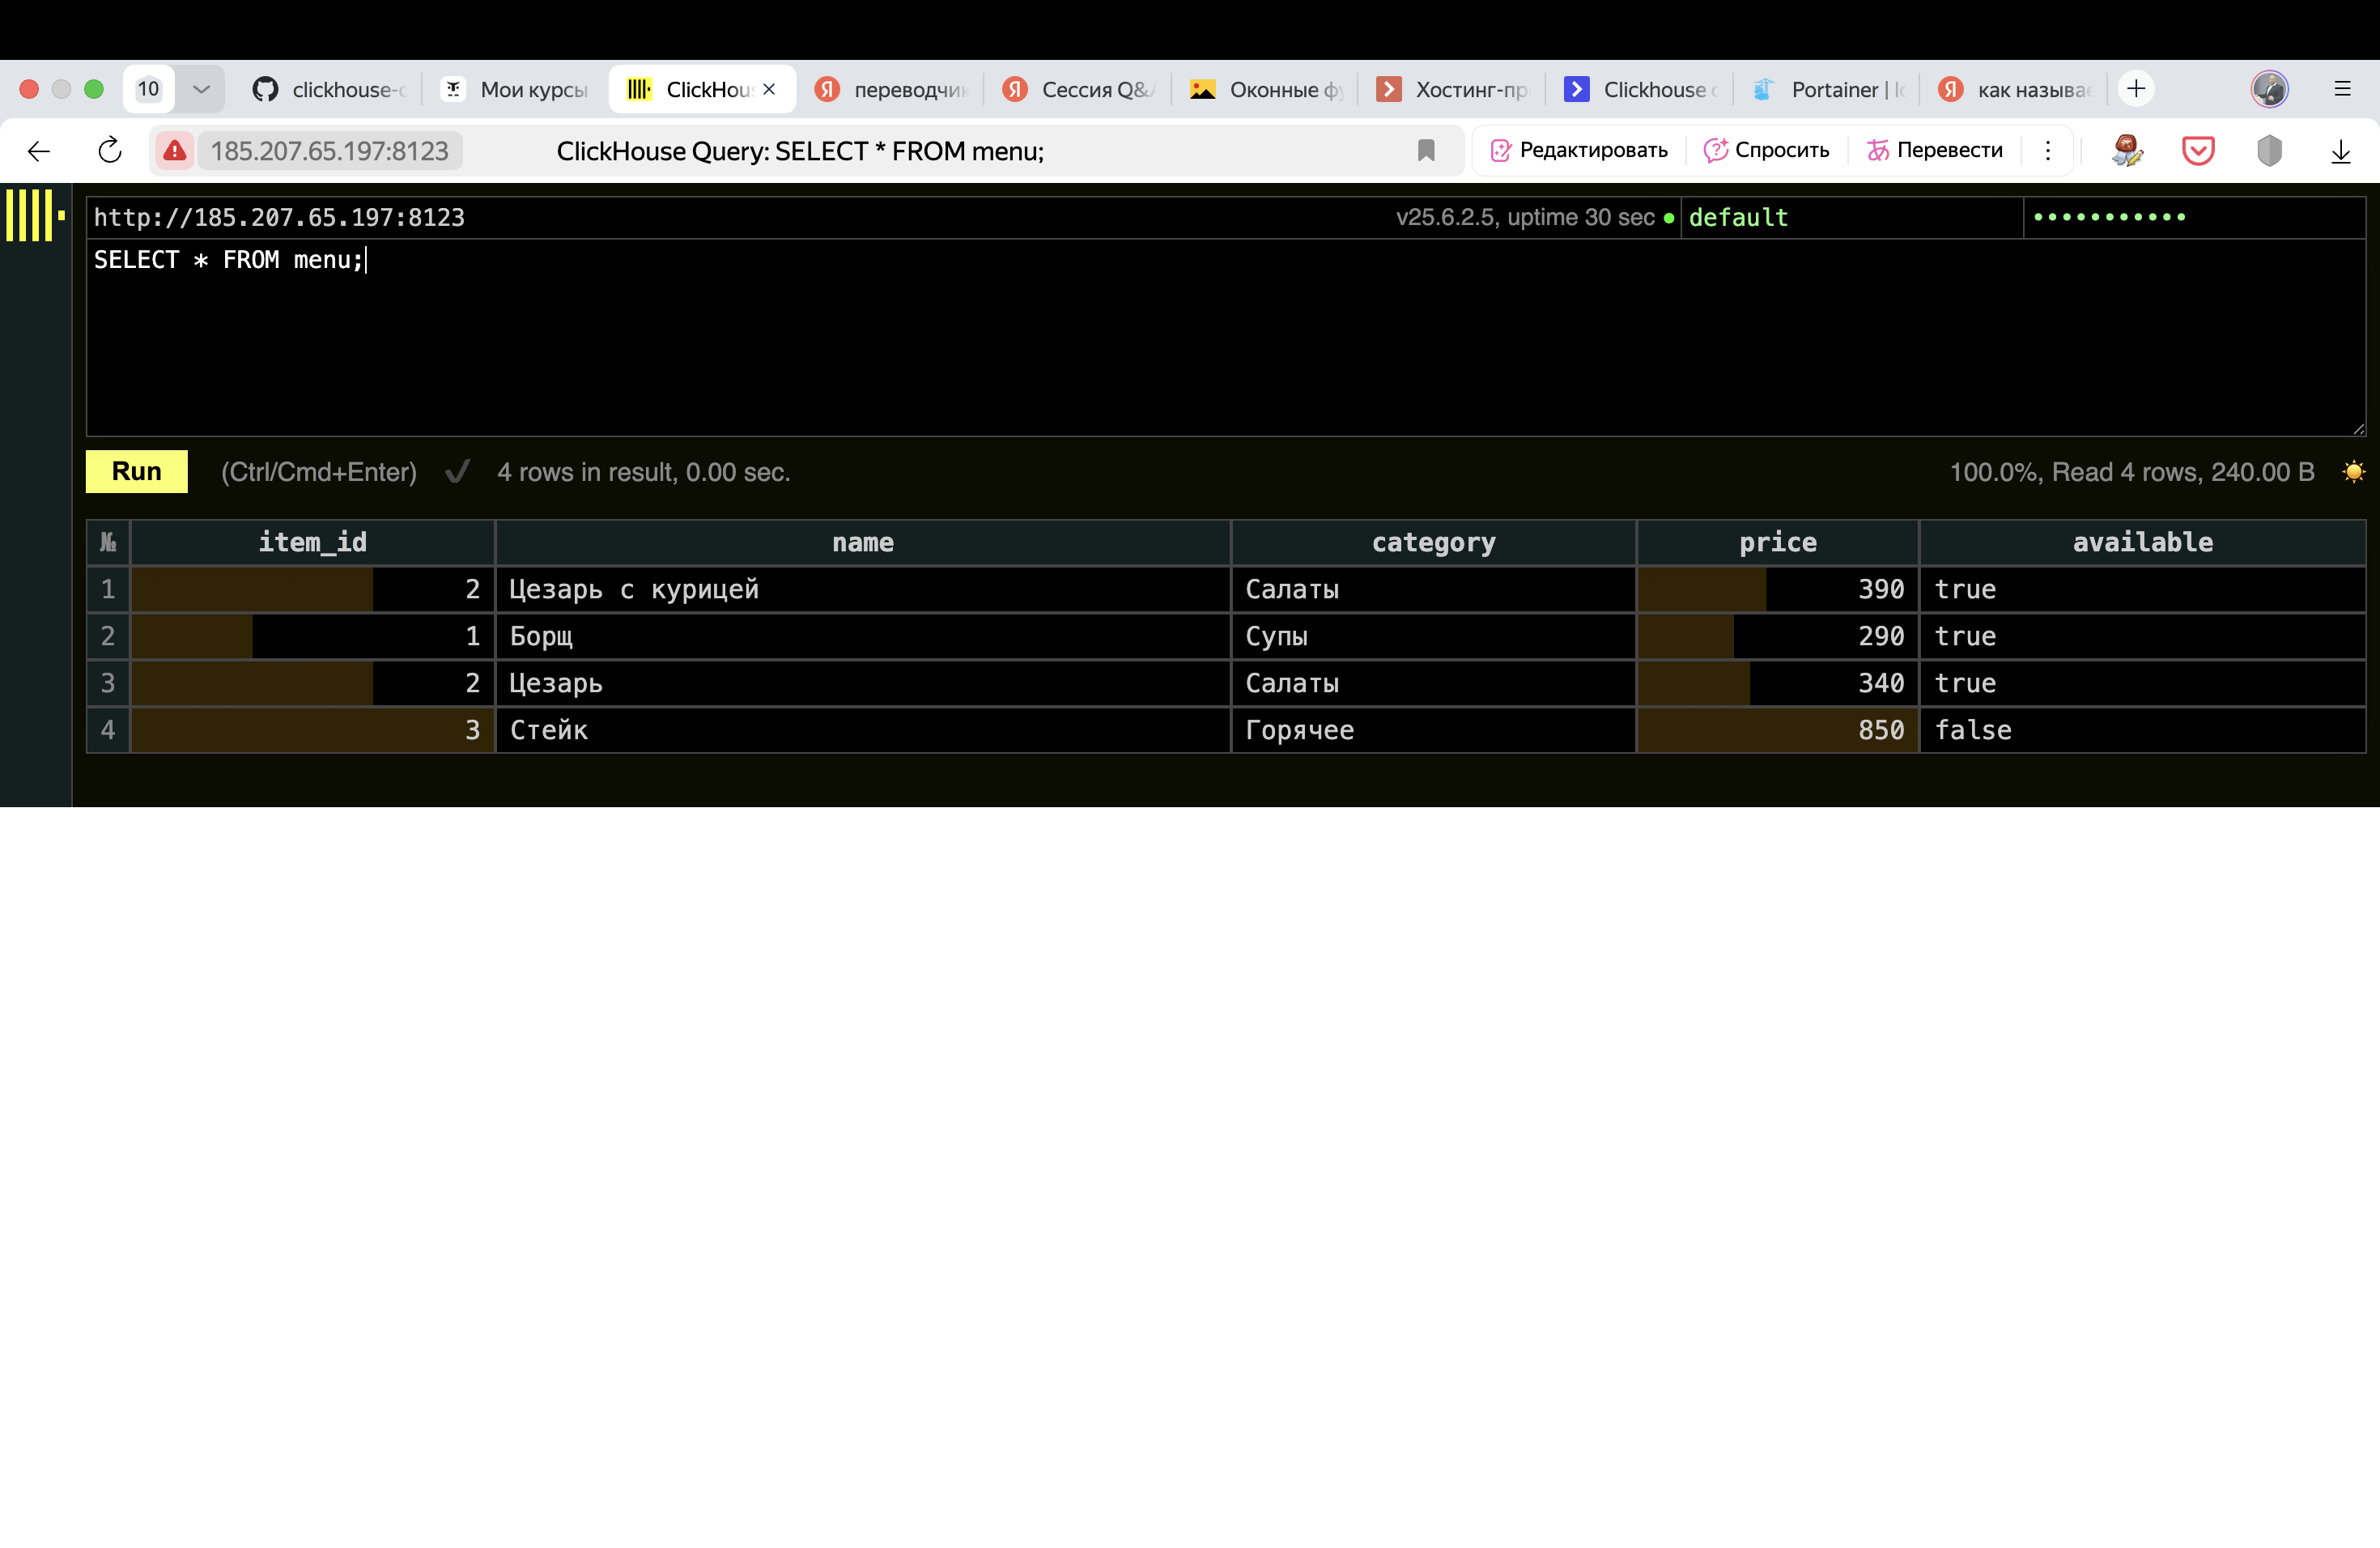 10 clickhouse-c Мои курсы ClickHou переводчик Сессия Q&A Оконные фу Хостинг-пр Clickhouse Portainer | как называе
185.207.65.197:8123 ClickHouse Query: SELECT * FROM menu; Редактировать Спросить Перевести
http://185.207.65.197:8123 v25.6.2.5, uptime 30 sec default •••••••••••
SELECT * FROM menu;
Run (Ctrl/Cmd+Enter) ✔ 4 rows in result, 0.00 sec. 100.0%, Read 4 rows, 240.00 B
№ item_id name category price available
1 2 Цезарь с курицей Салаты 390 true
2 1 Борщ Супы 290 true
3 2 Цезарь Салаты 340 true
4 3 Стейк Горячее 850 false